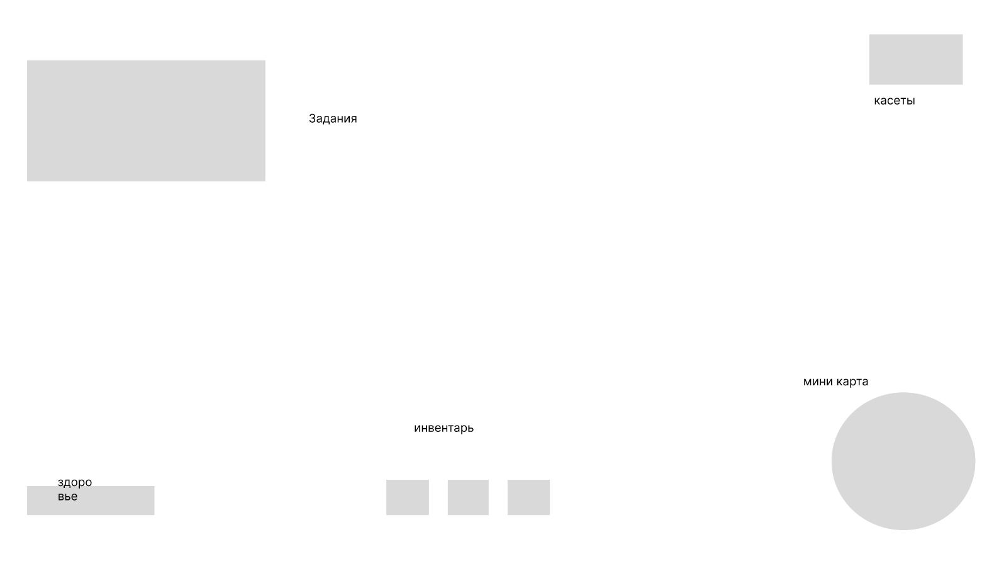 касеты
Задания
мини карта
инвентарь
здоро
вье